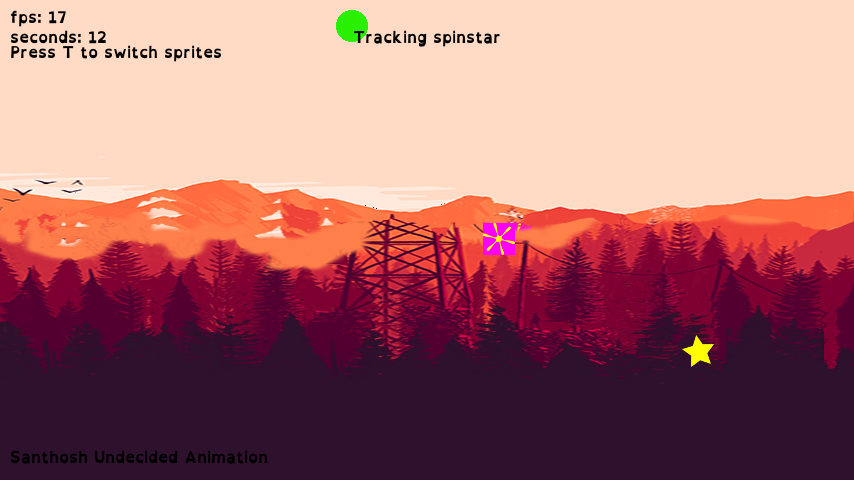 fps: 17
seconds: 12
Tracking spinstar
Press T to switch sprites
Santhosh Undecided Animation